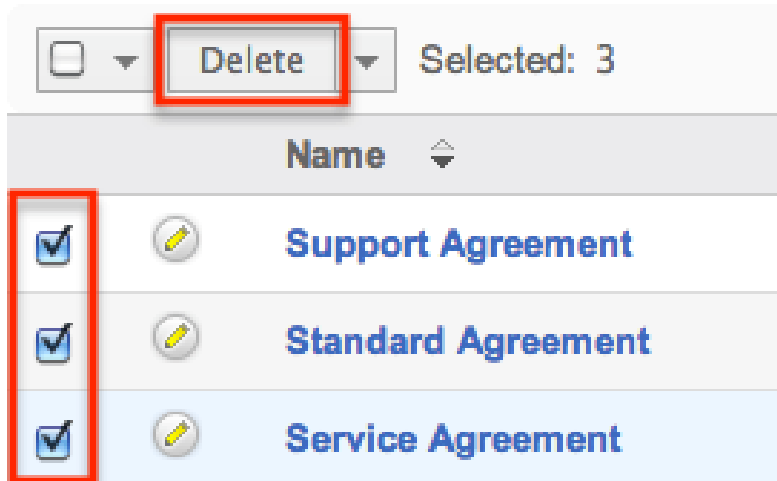 Delete Selected: 3
Name
Support Agreement
Standard Agreement
Service Agreement